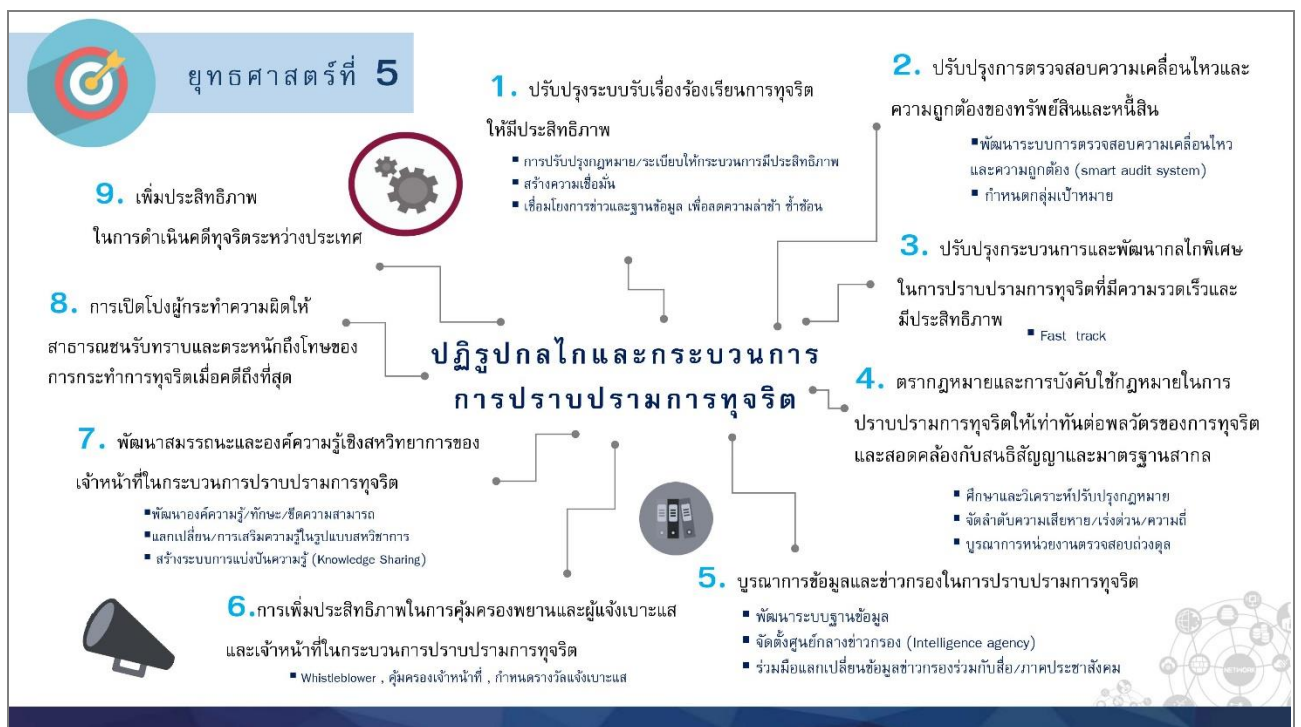 ยุทธศาสตร์ที่ 5
1. ปรับปรุงระบบรับเรื่องร้องเรียนการทุจริต
ให้มีประสิทธิภาพ
▪ การปรับปรุงกฎหมาย/ระเบียบให้กระบวนการมีประสิทธิภาพ
▪ สร้างความเชื่อมั่น
▪ เชื่อมโยงการข่าวและฐานข้อมูล เพื่อลดความล่าช้า ซ้ำซ้อน
2. ปรับปรุงการตรวจสอบความเคลื่อนไหวและ
ความถูกต้องของทรัพย์สินและหนี้สิน
▪พัฒนาระบบการตรวจสอบความเคลื่อนไหว
และความถูกต้อง (smart audit system)
▪ กำหนดกลุ่มเป้าหมาย
3. ปรับปรุงกระบวนการและพัฒนากลไกพิเศษ
ในการปราบปรามการทุจริตที่มีความรวดเร็วและ
มีประสิทธิภาพ
▪ Fast track
ปฏิรูปกลไกและกระบวนการ
การปราบปรามการทุจริต
4. ตรากฎหมายและการบังคับใช้กฎหมายในการ
ปราบปรามการทุจริตให้เท่าทันต่อพลวัตรของการทุจริต
และสอดคล้องกับสนธิสัญญาและมาตรฐานสากล
▪ ศึกษาและวิเคราะห์ปรับปรุงกฎหมาย
▪ จัดลำดับความเสียหาย/เร่งด่วน/ความถี่
▪ บูรณาการหน่วยงานตรวจสอบถ่วงดุล
5. บูรณาการข้อมูลและข่าวกรองในการปราบปรามการทุจริต
▪ พัฒนาระบบฐานข้อมูล
▪ จัดตั้งศูนย์กลางข่าวกรอง (Intelligence agency)
▪ ร่วมมือแลกเปลี่ยนข้อมูลข่าวกรองร่วมกับสื่อ/ภาคประชาสังคม
6.การเพิ่มประสิทธิภาพในการคุ้มครองพยานและผู้แจ้งเบาะแส
และเจ้าหน้าที่ในกระบวนการปราบปรามการทุจริต
▪ Whistleblower , คุ้มครองเจ้าหน้าที่ , กำหนดรางวัลแจ้งเบาะแส
7. พัฒนาสมรรถนะและองค์ความรู้เชิงสหวิทยาการของ
เจ้าหน้าที่ในกระบวนการปราบปรามการทุจริต
▪พัฒนาองค์ความรู้/ทักษะ/ขีดความสามารถ
▪แลกเปลี่ยน/การเสริมความรู้ในรูปแบบสหวิชาการ
▪ สร้างระบบการแบ่งปันความรู้ (Knowledge Sharing)
8. การเปิดโปงผู้กระทำความผิดให้
สาธารณชนรับทราบและตระหนักถึงโทษของ
การกระทำการทุจริตเมื่อคดีถึงที่สุด
9. เพิ่มประสิทธิภาพ
ในการดำเนินคดีทุจริตระหว่างประเทศ